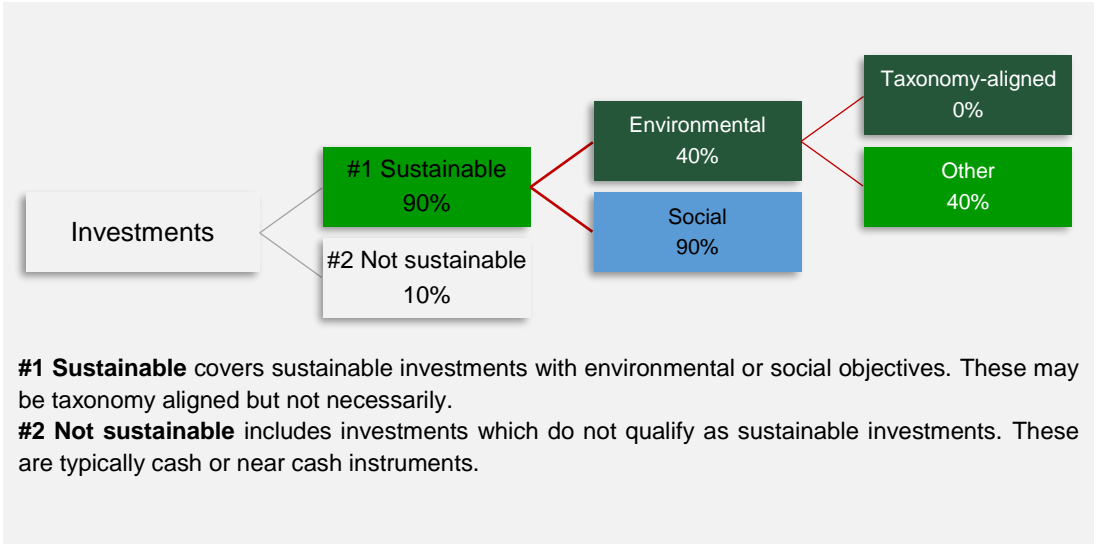 Investments
#1 Sustainable
90%
#2 Not sustainable
10%
Environmental
40%
Social
90%
Taxonomy-aligned
0%
Other
40%
#1 Sustainable covers sustainable investments with environmental or social objectives. These may
be taxonomy aligned but not necessarily.
#2 Not sustainable includes investments which do not qualify as sustainable investments. These
are typically cash or near cash instruments.